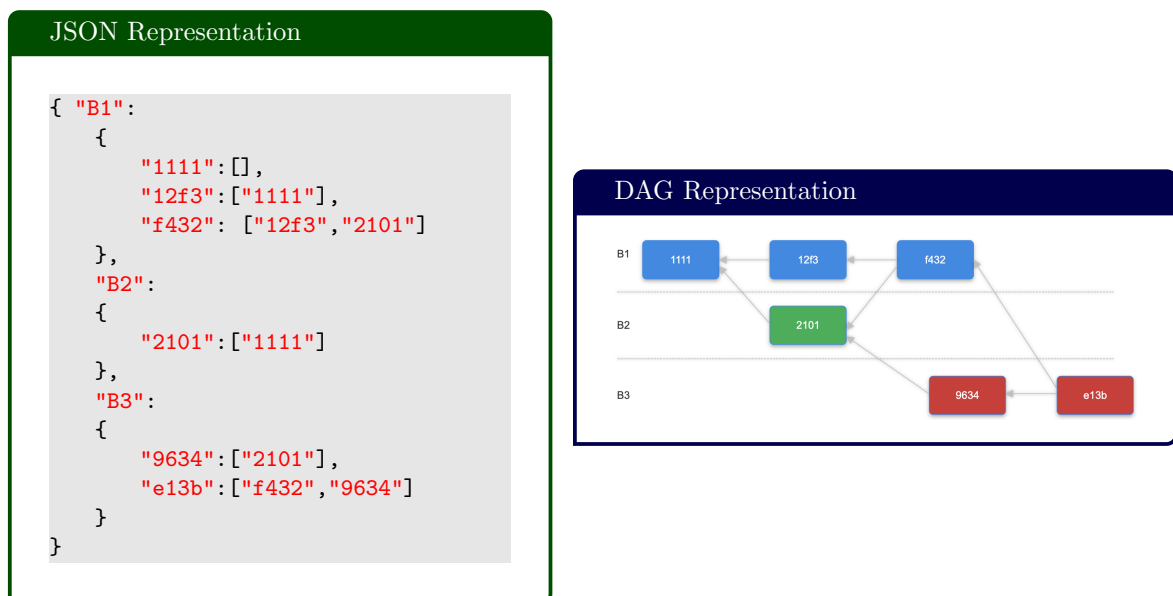 JSON Representation
{ "B1":
    {
        "1111":[],
        "12f3":["1111"],
        "f432": ["12f3","2101"]
    },
    "B2":
    {
        "2101":["1111"]
    },
    "B3":
    {
        "9634":["2101"],
        "e13b":["f432","9634"]
    }
}
DAG Representation
B1 1111 12f3 f432
B2 2101
B3 9634 e13b